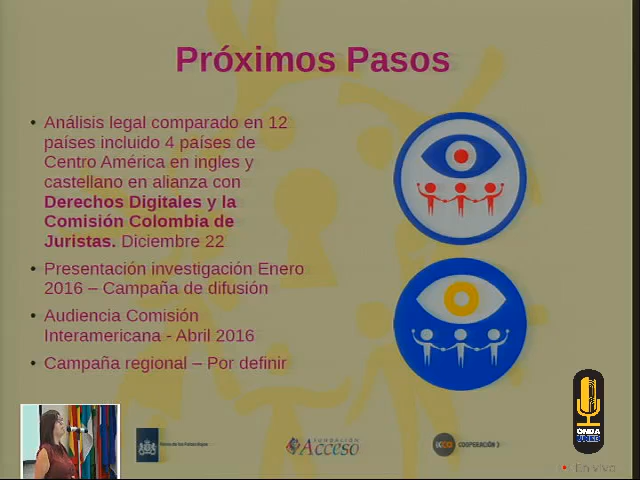 Próximos Pasos
• Análisis legal comparado en 12
países incluido 4 países de
Centro América en ingles y
castellano en alianza con
Derechos Digitales y la
Comisión Colombia de
Juristas. Diciembre 22
• Presentación investigación Enero
2016 – Campaña de difusión
• Audiencia Comisión
Interamericana - Abril 2016
• Campaña regional – Por definir
FUNDACIÓN
Acceso
COOPERACIÓN
ONDA
UNED
En vivo